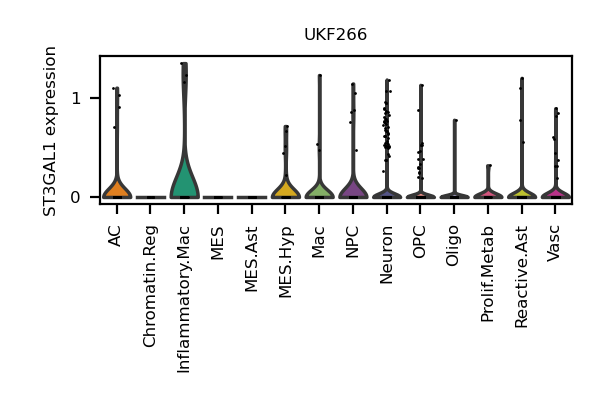 UKF266
ST3GAL1 expression
1
0
AC
Chromatin.Reg
Inflammatory.Mac
MES
MES.Ast
MES.Hyp
Mac
NPC
Neuron
OPC
Oligo
Prolif.Metab
Reactive.Ast
Vasc